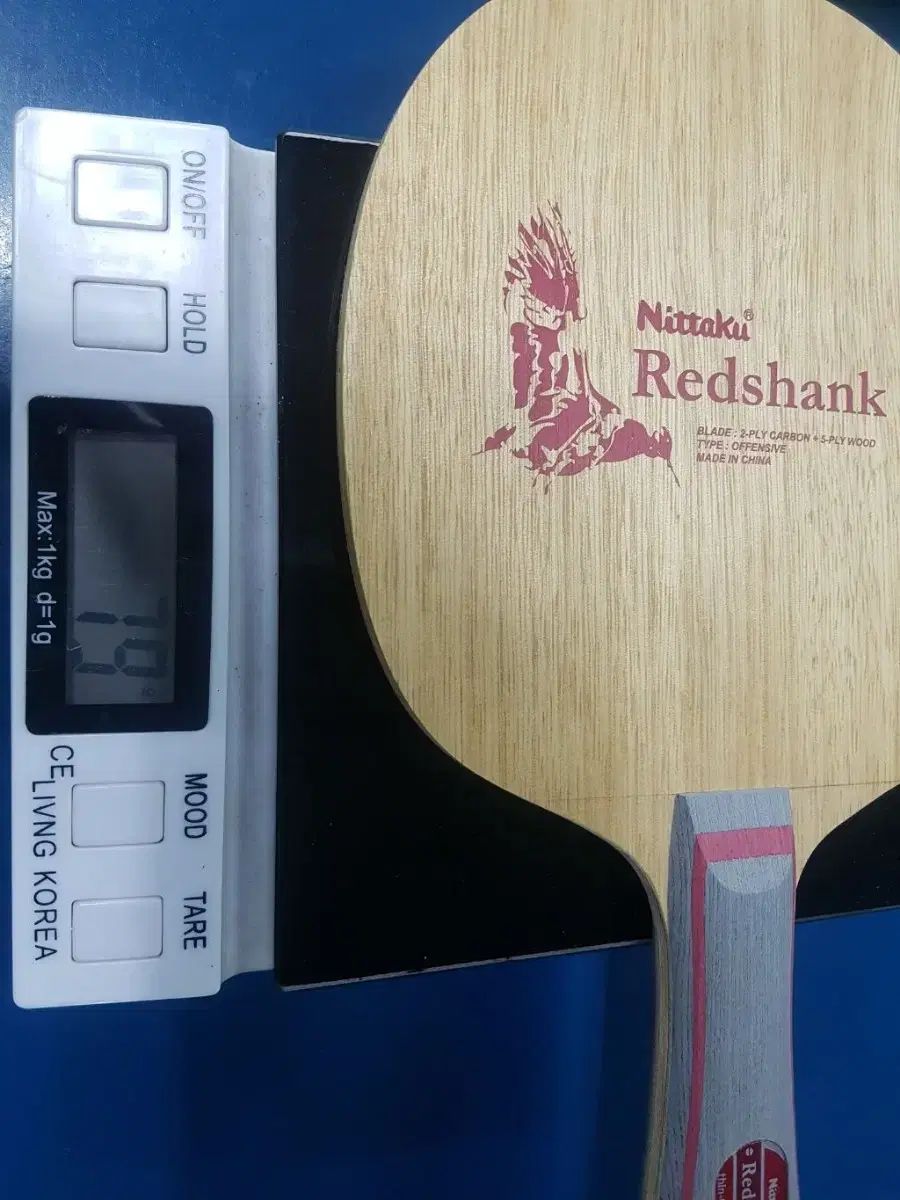 ON/OFF
HOLD
Max:1kg d=1g
MOOD
TARE
CE
LIVNG KOREA
Nittaku®
Redshank
BLADE : 2-PLY CARBON + 5-PLY WOOD
TYPE : OFFENSIVE
MADE IN CHINA
Red